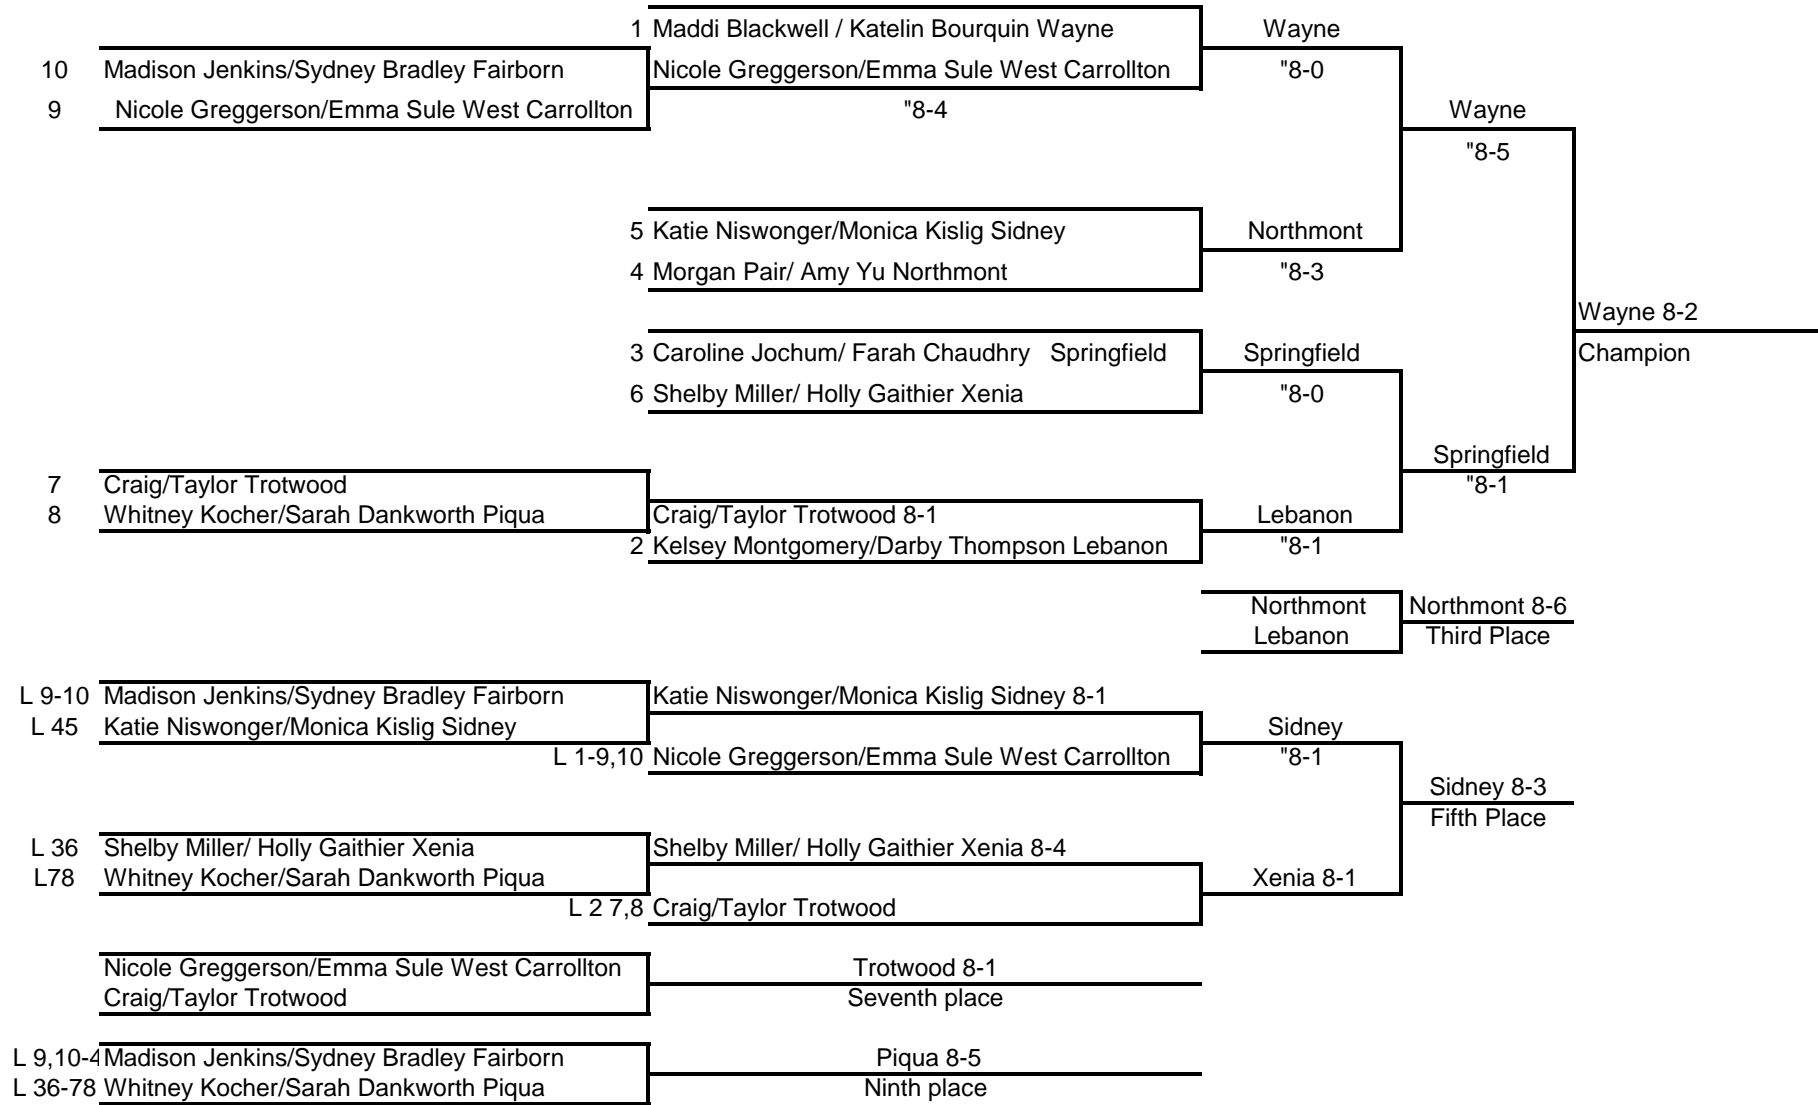 1 Maddi Blackwell / Katelin Bourquin Wayne Wayne
10 Madison Jenkins/Sydney Bradley Fairborn Nicole Greggerson/Emma Sule West Carrollton "8-0
9 Nicole Greggerson/Emma Sule West Carrollton "8-4 Wayne
"8-5
5 Katie Niswonger/Monica Kislig Sidney Northmont
4 Morgan Pair/ Amy Yu Northmont "8-3
Wayne 8-2
3 Caroline Jochum/ Farah Chaudhry Springfield Springfield Champion
6 Shelby Miller/ Holly Gaithier Xenia "8-0
Springfield
7 Craig/Taylor Trotwood "8-1
8 Whitney Kocher/Sarah Dankworth Piqua Craig/Taylor Trotwood 8-1 Lebanon
2 Kelsey Montgomery/Darby Thompson Lebanon "8-1
Northmont Northmont 8-6
Lebanon Third Place
L 9-10 Madison Jenkins/Sydney Bradley Fairborn Katie Niswonger/Monica Kislig Sidney 8-1
L 45 Katie Niswonger/Monica Kislig Sidney Sidney
L 1-9,10 Nicole Greggerson/Emma Sule West Carrollton "8-1
Sidney 8-3
Fifth Place
L 36 Shelby Miller/ Holly Gaithier Xenia Shelby Miller/ Holly Gaithier Xenia 8-4
L78 Whitney Kocher/Sarah Dankworth Piqua Xenia 8-1
L 2 7,8 Craig/Taylor Trotwood
Nicole Greggerson/Emma Sule West Carrollton Trotwood 8-1
Craig/Taylor Trotwood Seventh place
L 9,10-4 Madison Jenkins/Sydney Bradley Fairborn Piqua 8-5
L 36-78 Whitney Kocher/Sarah Dankworth Piqua Ninth place